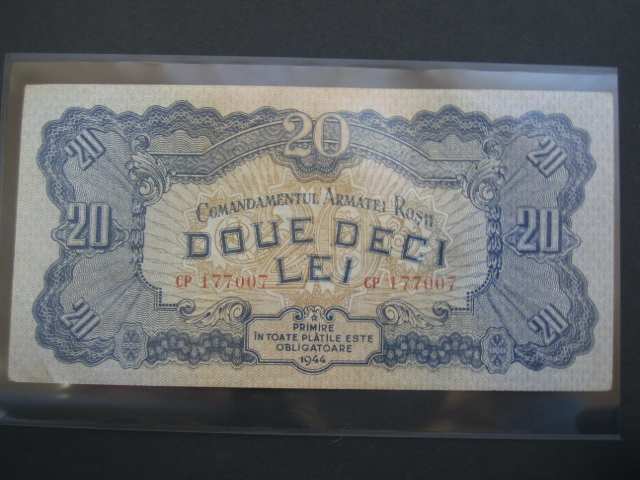 20
20
20
COMANDAMENTUL ARMATEI ROȘII
20
DOUE DECI
20
LEI
CP 177007
CP 177007
20
20
PRIMIRE
ÎN TOATE PLĂȚILE ESTE
OBLIGATOARE
1944